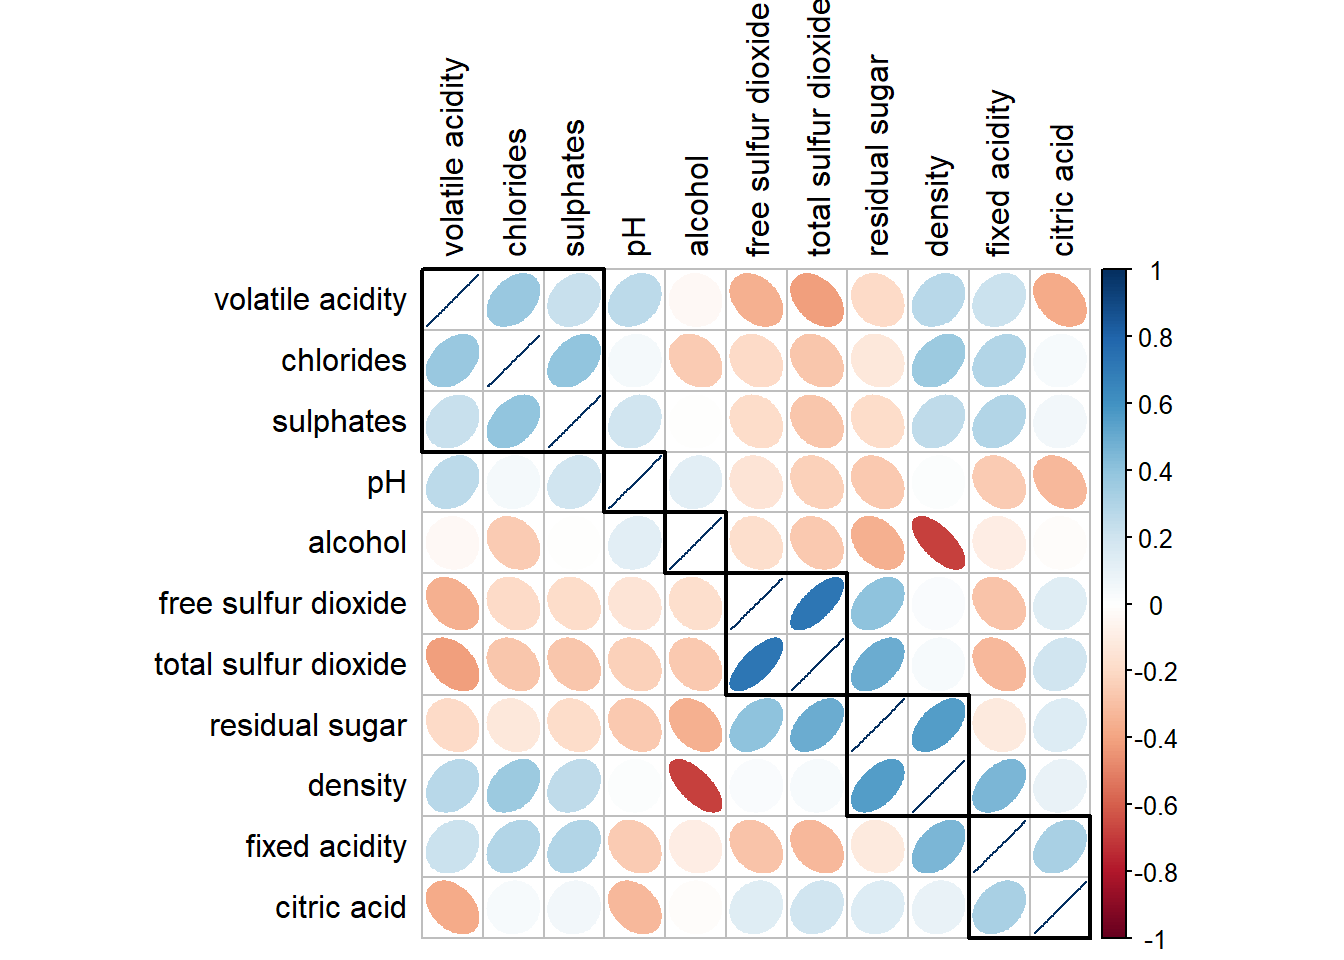 volatile acidity
chlorides
sulphates
pH
alcohol
free sulfur dioxide
total sulfur dioxide
residual sugar
density
fixed acidity
citric acid
volatile acidity
chlorides
sulphates
pH
alcohol
free sulfur dioxide
total sulfur dioxide
residual sugar
density
fixed acidity
citric acid
1
0.8
0.6
0.4
0.2
0
-0.2
-0.4
-0.6
-0.8
-1